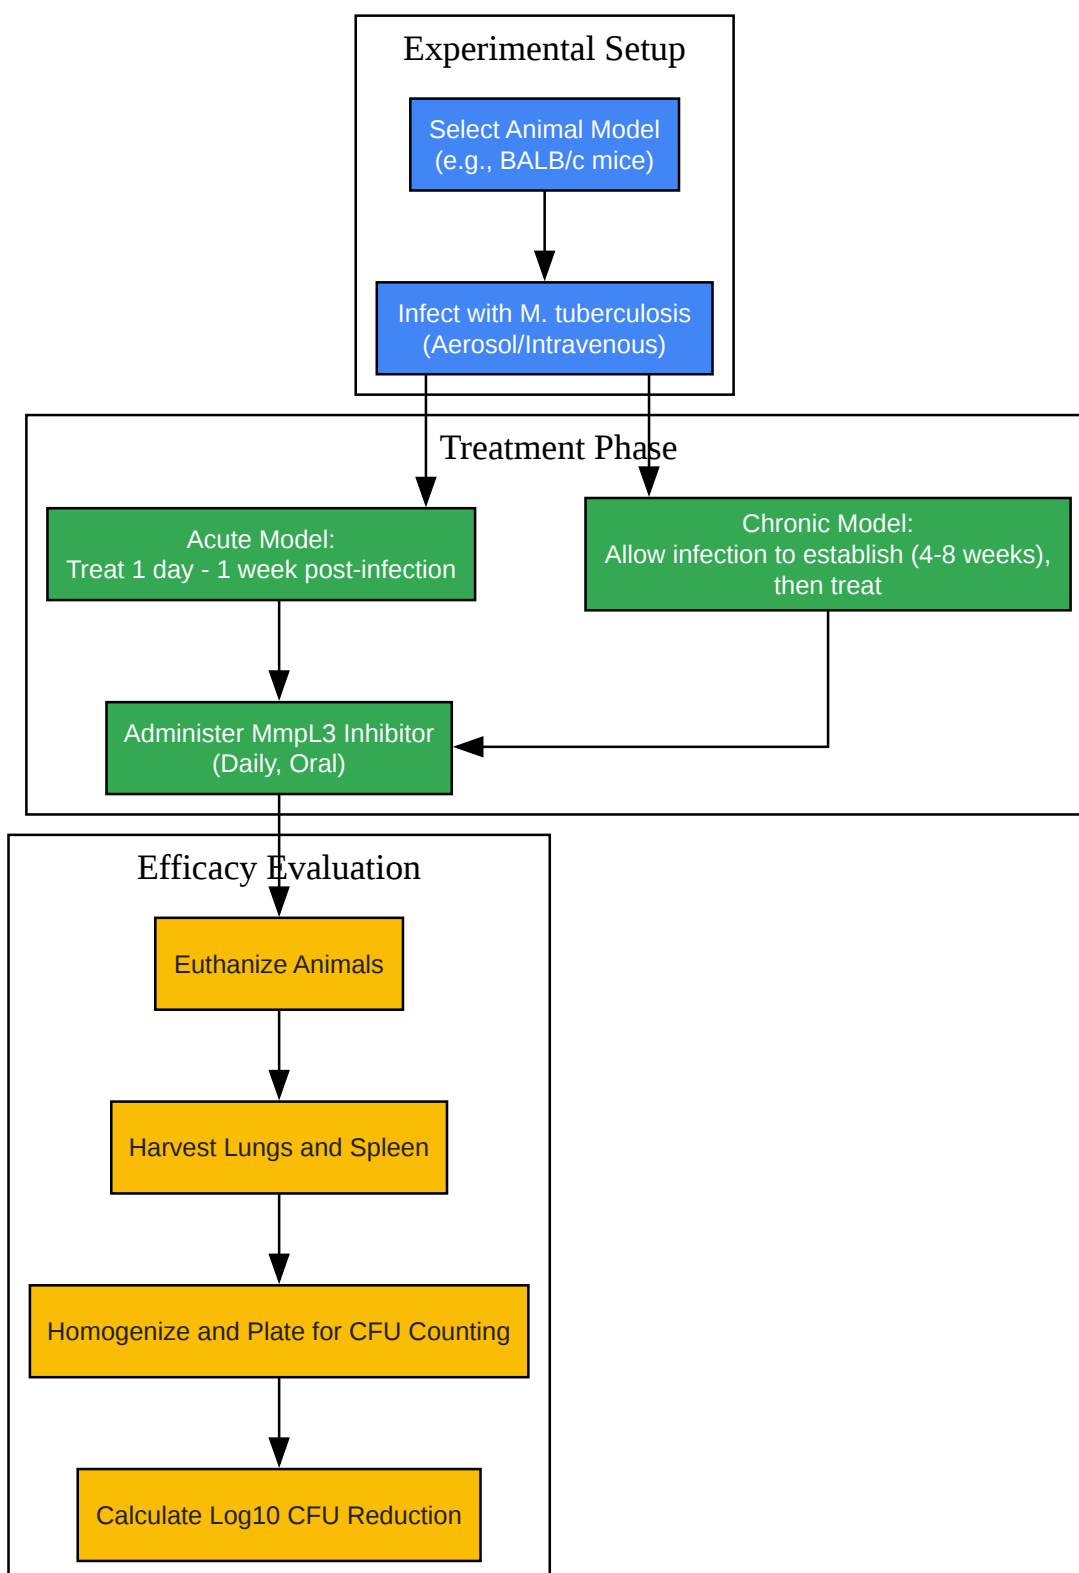 Experimental Setup
Select Animal Model
(e.g., BALB/c mice)
Infect with M. tuberculosis
(Aerosol/Intravenous)
Treatment Phase
Acute Model:
Treat 1 day - 1 week post-infection
Chronic Model:
Allow infection to establish (4-8 weeks),
then treat
Administer MmpL3 Inhibitor
(Daily, Oral)
Efficacy Evaluation
Euthanize Animals
Harvest Lungs and Spleen
Homogenize and Plate for CFU Counting
Calculate Log10 CFU Reduction